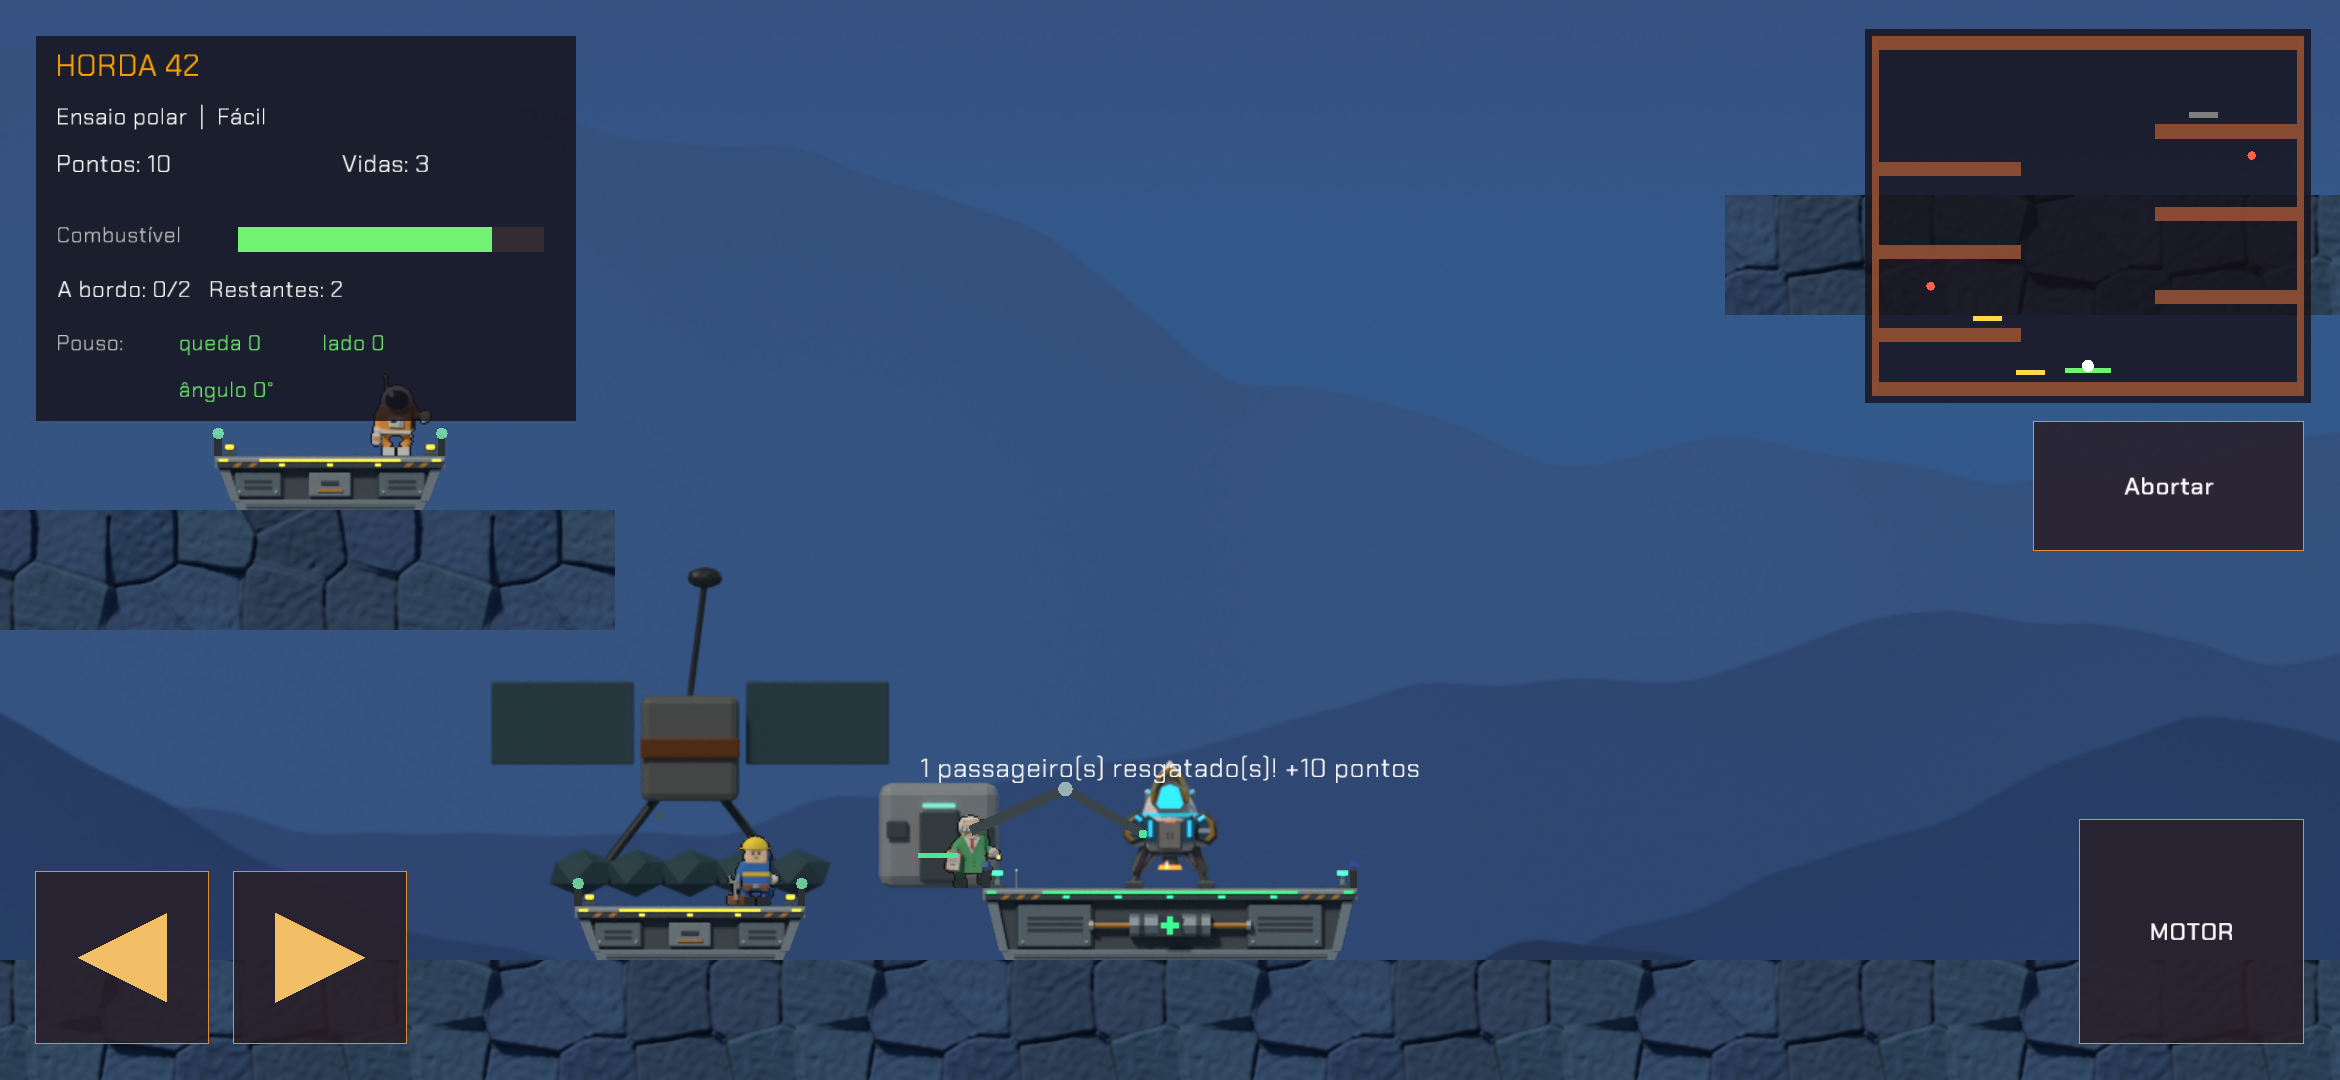 HORDA 42
Ensaio polar | Fácil
Pontos: 10 Vidas: 3
Combustível
A bordo: 0/2 Restantes: 2
Pouso: queda 0 lado 0
ângulo 0°
Abortar
1 passageiro(s) resgatado(s)! +10 pontos
MOTOR